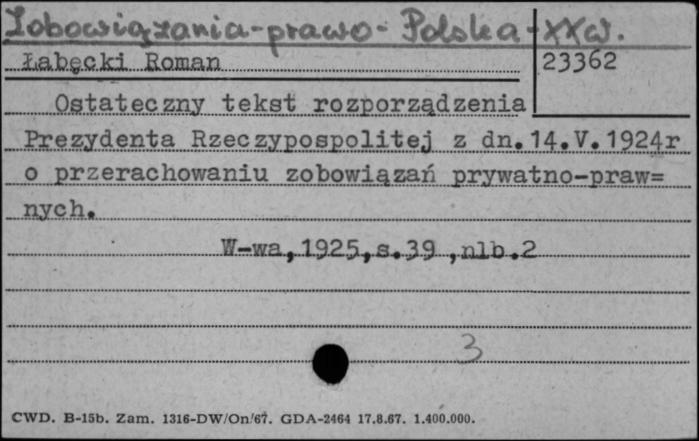 Zobowiązania-prawo-Polska-XXw.
Łabęcki Roman
23362
Ostateczny tekst rozporządzenia
Prezydenta Rzeczypospolitej z dn.14.V.1924r
o przerachowaniu zobowiązań prywatno-praw=
nych.
W-wa,1925,s.39 ,nlb.2
3
CWD. B-15b. Zam. 1316-DW/On/67. GDA-2464 17.8.67. 1.400.000.